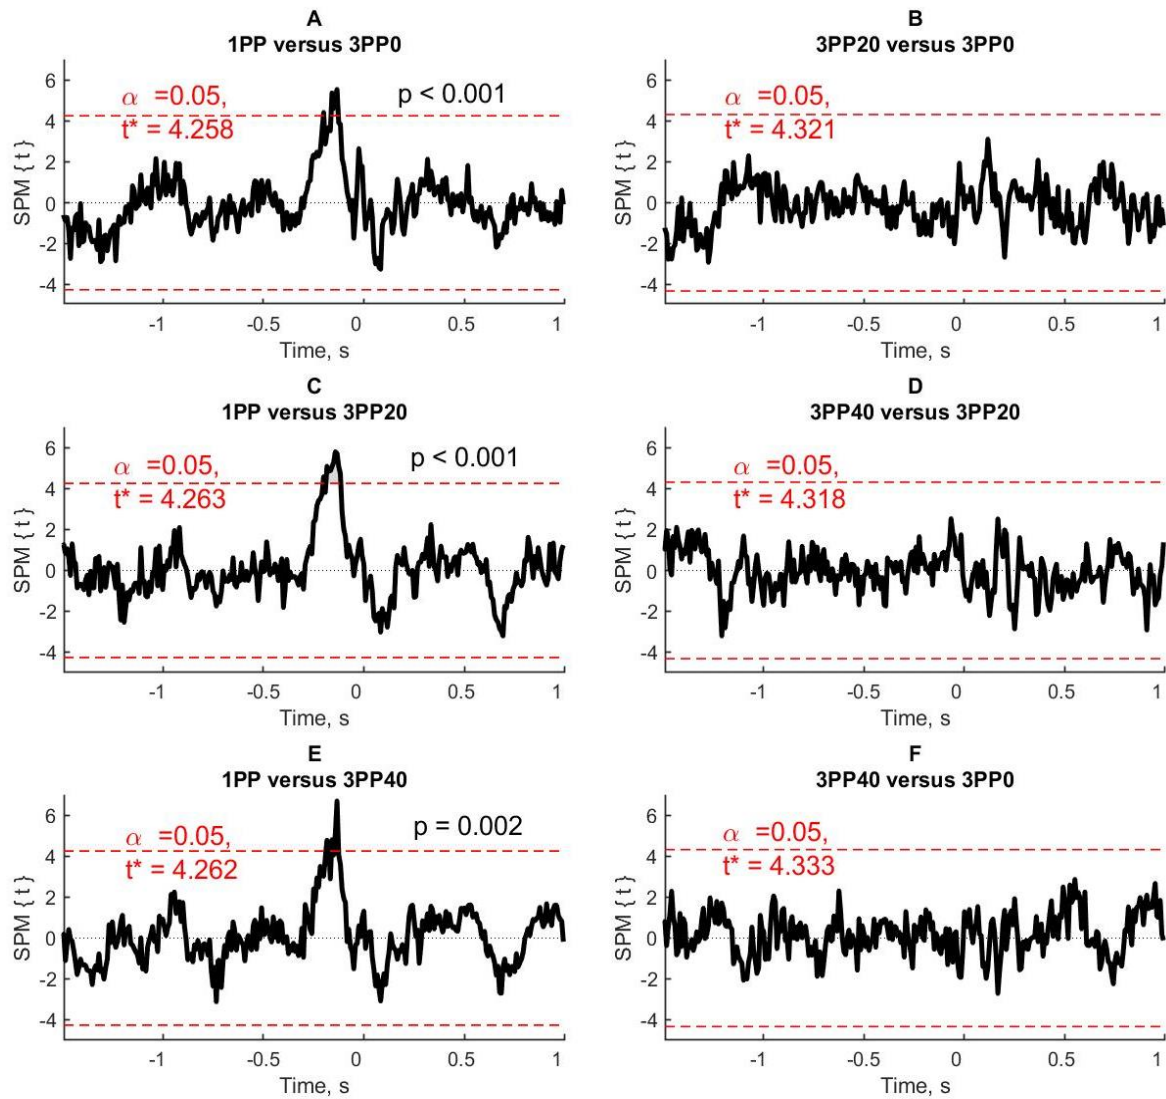 A
1PP versus 3PP0
α =0.05,
t* = 4.258
p < 0.001
SPM { t }
6
4
2
0
-2
-4
-1
-0.5
0
0.5
1
Time, s
B
3PP20 versus 3PP0
α =0.05,
t* = 4.321
SPM { t }
6
4
2
0
-2
-4
-1
-0.5
0
0.5
1
Time, s
C
1PP versus 3PP20
α =0.05,
t* = 4.263
p < 0.001
SPM { t }
6
4
2
0
-2
-4
-1
-0.5
0
0.5
1
Time, s
D
3PP40 versus 3PP20
α =0.05,
t* = 4.318
SPM { t }
6
4
2
0
-2
-4
-1
-0.5
0
0.5
1
Time, s
E
1PP versus 3PP40
α =0.05,
t* = 4.262
p = 0.002
SPM { t }
6
4
2
0
-2
-4
-1
-0.5
0
0.5
1
Time, s
F
3PP40 versus 3PP0
α =0.05,
t* = 4.333
SPM { t }
6
4
2
0
-2
-4
-1
-0.5
0
0.5
1
Time, s